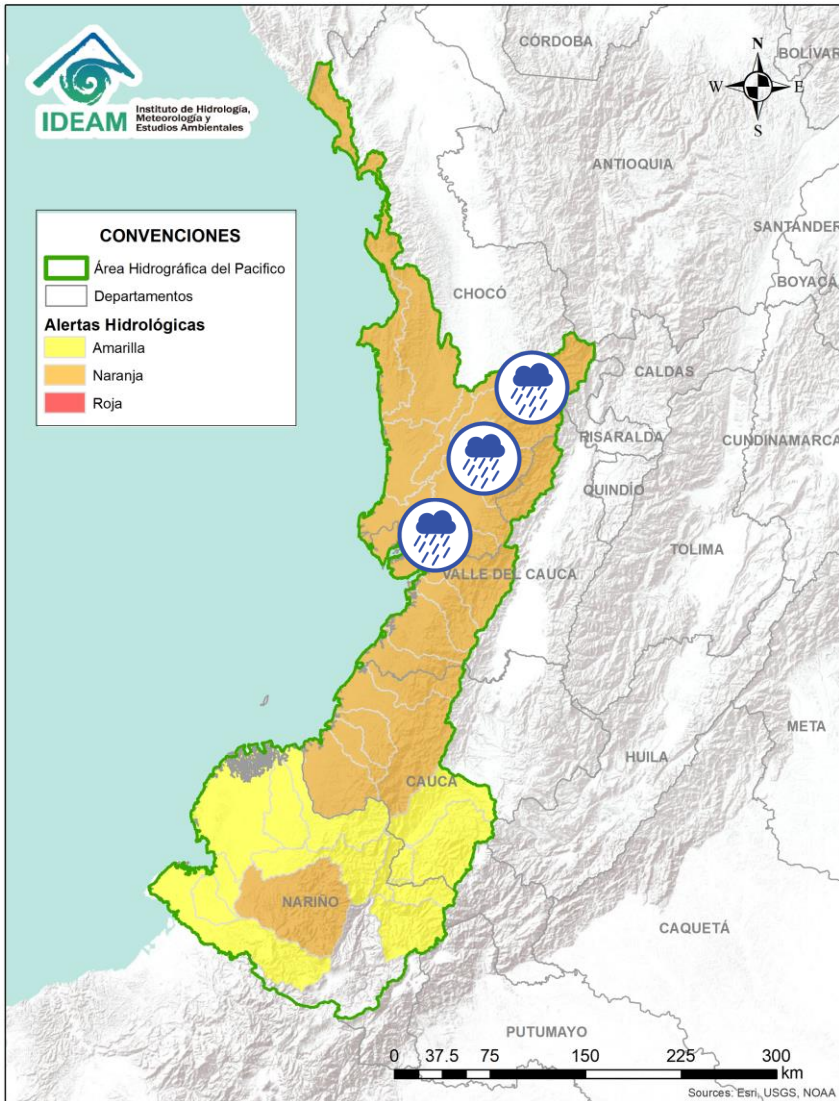 IDEAM
Instituto de Hidrología,
Meteorología y
Estudios Ambientales
CÓRDOBA
BOLÍVAR
N
W
E
S
ANTIOQUIA
SANTANDER
BOYACÁ
CONVENCIONES
Área Hidrográfica del Pacifico
Departamentos
Alertas Hidrológicas
Amarilla
Naranja
Roja
CHOCÓ
CALDAS
RISARALDA
CUNDINAMARCA
QUINDÍO
TOLIMA
VALLE DEL CAUCA
META
HUILA
CAUCA
NARIÑO
CAQUETÁ
PUTUMAYO
0 37.5 75 150 225 300
km
Sources: Esri, USGS, NOAA